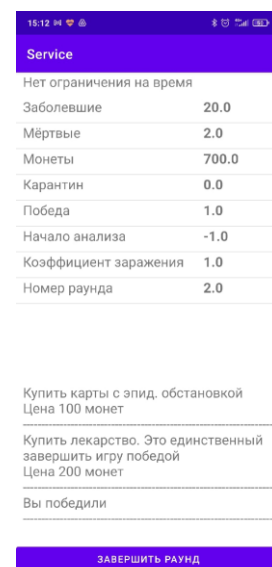 15:12
Service
Нет ограничения на время
Заболевшие 20.0
Мёртвые 2.0
Монеты 700.0
Карантин 0.0
Победа 1.0
Начало анализа -1.0
Коэффициент заражения 1.0
Номер раунда 2.0
Купить карты с эпид. обстановкой
Цена 100 монет
Купить лекарство. Это единственный
завершить игру победой
Цена 200 монет
Вы победили
ЗАВЕРШИТЬ РАУНД